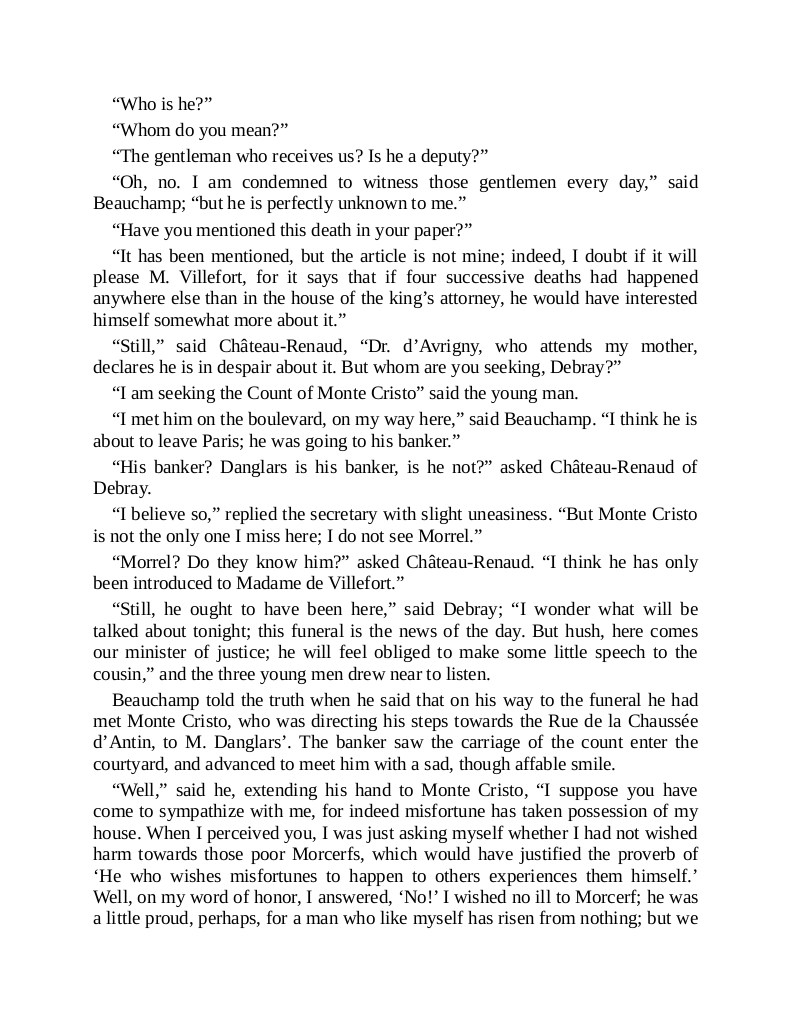 “Who is he?”
“Whom do you mean?”
“The gentleman who receives us? Is he a deputy?”
“Oh, no. I am condemned to witness those gentlemen every day,” said
Beauchamp; “but he is perfectly unknown to me.”
“Have you mentioned this death in your paper?”
“It has been mentioned, but the article is not mine; indeed, I doubt if it will
please M. Villefort, for it says that if four successive deaths had happened
anywhere else than in the house of the king’s attorney, he would have interested
himself somewhat more about it.”
“Still,” said Château-Renaud, “Dr. d’Avrigny, who attends my mother,
declares he is in despair about it. But whom are you seeking, Debray?”
“I am seeking the Count of Monte Cristo” said the young man.
“I met him on the boulevard, on my way here,” said Beauchamp. “I think he is
about to leave Paris; he was going to his banker.”
“His banker? Danglars is his banker, is he not?” asked Château-Renaud of
Debray.
“I believe so,” replied the secretary with slight uneasiness. “But Monte Cristo
is not the only one I miss here; I do not see Morrel.”
“Morrel? Do they know him?” asked Château-Renaud. “I think he has only
been introduced to Madame de Villefort.”
“Still, he ought to have been here,” said Debray; “I wonder what will be
talked about tonight; this funeral is the news of the day. But hush, here comes
our minister of justice; he will feel obliged to make some little speech to the
cousin,” and the three young men drew near to listen.
Beauchamp told the truth when he said that on his way to the funeral he had
met Monte Cristo, who was directing his steps towards the Rue de la Chaussée
d’Antin, to M. Danglars’. The banker saw the carriage of the count enter the
courtyard, and advanced to meet him with a sad, though affable smile.
“Well,” said he, extending his hand to Monte Cristo, “I suppose you have
come to sympathize with me, for indeed misfortune has taken possession of my
house. When I perceived you, I was just asking myself whether I had not wished
harm towards those poor Morcerfs, which would have justified the proverb of
‘He who wishes misfortunes to happen to others experiences them himself.’
Well, on my word of honor, I answered, ‘No!’ I wished no ill to Morcerf; he was
a little proud, perhaps, for a man who like myself has risen from nothing; but we